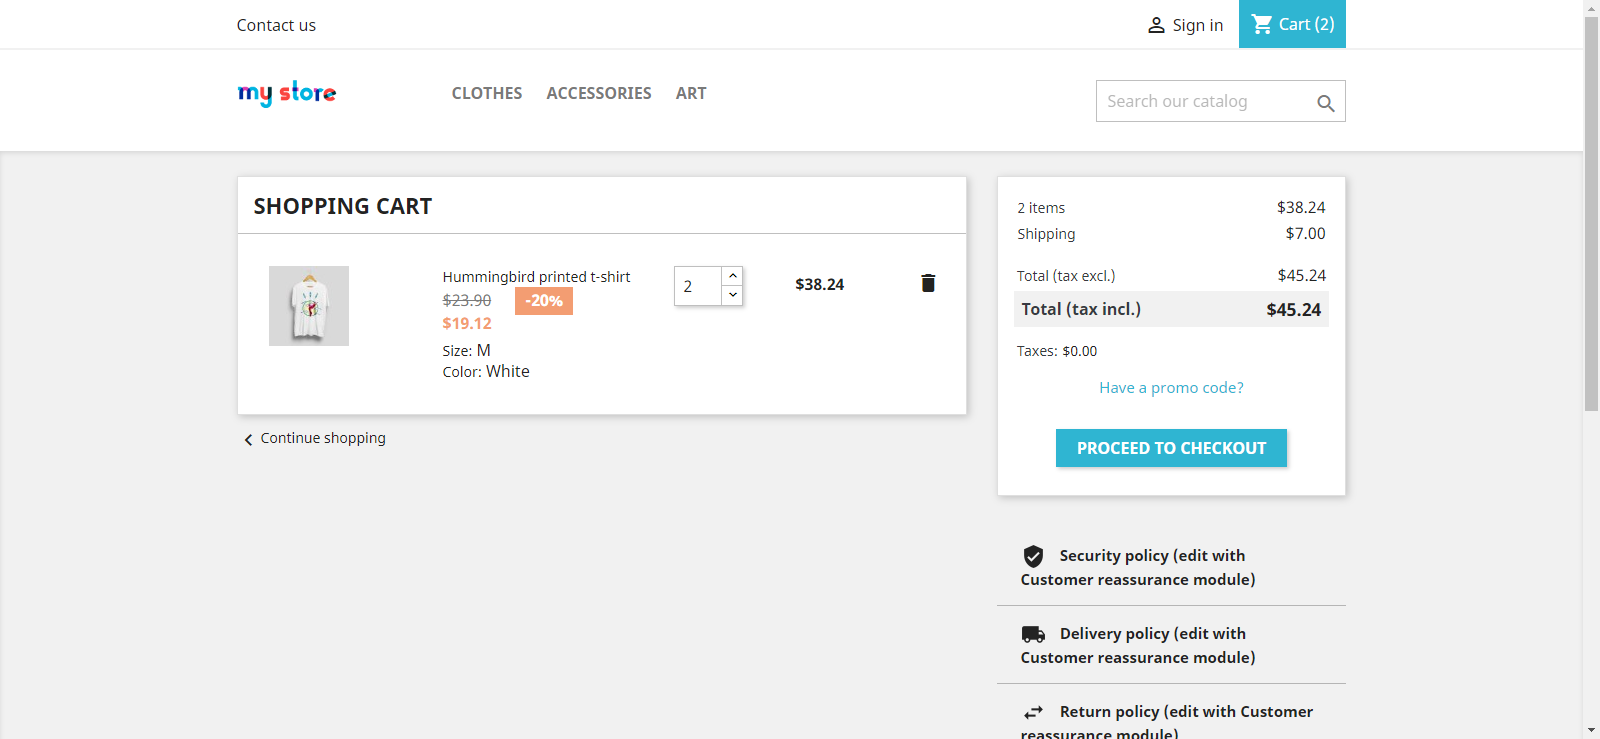 Contact us
Sign in
Cart (2)
my store
CLOTHES
ACCESSORIES
ART
Search our catalog
SHOPPING CART
Hummingbird printed t-shirt
$23.90
-20%
$19.12
Size: M
Color: White
2
$38.24
Continue shopping
2 items
$38.24
Shipping
$7.00
Total (tax excl.)
$45.24
Total (tax incl.)
$45.24
Taxes: $0.00
Have a promo code?
PROCEED TO CHECKOUT
Security policy (edit with
Customer reassurance module)
Delivery policy (edit with
Customer reassurance module)
Return policy (edit with Customer
reassurance module)